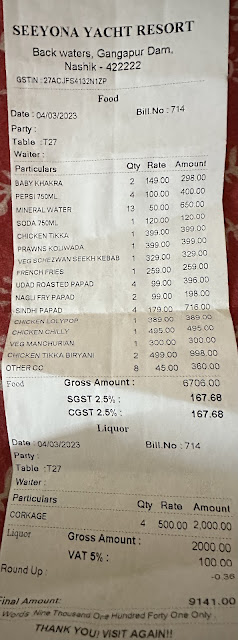 SEEYONA YACHT RESORT
Back waters, Gangapur Dam,
Nashik - 422222
GSTIN : 27ACJFS4132N1ZP
Food
Date : 04/03/2023 Bill.No : 714
Party :
Table :T27
Waiter :
Particulars Qty Rate Amount
BABY KHAKRA 2 149.00 298.00
PEPSI 750ML 4 100.00 400.00
MINERAL WATER 13 50.00 650.00
SODA 750ML 1 120.00 120.00
CHICKEN TIKKA 1 399.00 399.00
PRAWNS KOLIWADA 1 399.00 399.00
VEG SCHEZWAN SEEKH KEBAB 1 329.00 329.00
FRENCH FRIES 1 259.00 259.00
UDAD ROASTED PAPAD 4 99.00 396.00
NAGLI FRY PAPAD 2 99.00 198.00
SINDHI PAPAD 4 179.00 716.00
CHICKEN LOLYPOP 1 389.00 389.00
CHICKEN CHILLY 1 495.00 495.00
VEG MANCHURIAN 1 300.00 300.00
CHICKEN TIKKA BIRYANI 2 499.00 998.00
OTHER CC 8 45.00 360.00
Food Gross Amount : 6706.00
SGST 2.5% : 167.68
CGST 2.5% : 167.68
Liquor
Date : 04/03/2023 Bill.No : 714
Party :
Table :T27
Waiter :
Particulars Qty Rate Amount
CORKAGE 4 500.00 2,000.00
Liquor Gross Amount : 2000.00
VAT 5% : 100.00
Round Up : -0.36
Final Amount: 9141.00
Words :Nine Thousand One Hundred Forty One Only
THANK YOU! VISIT AGAIN!!